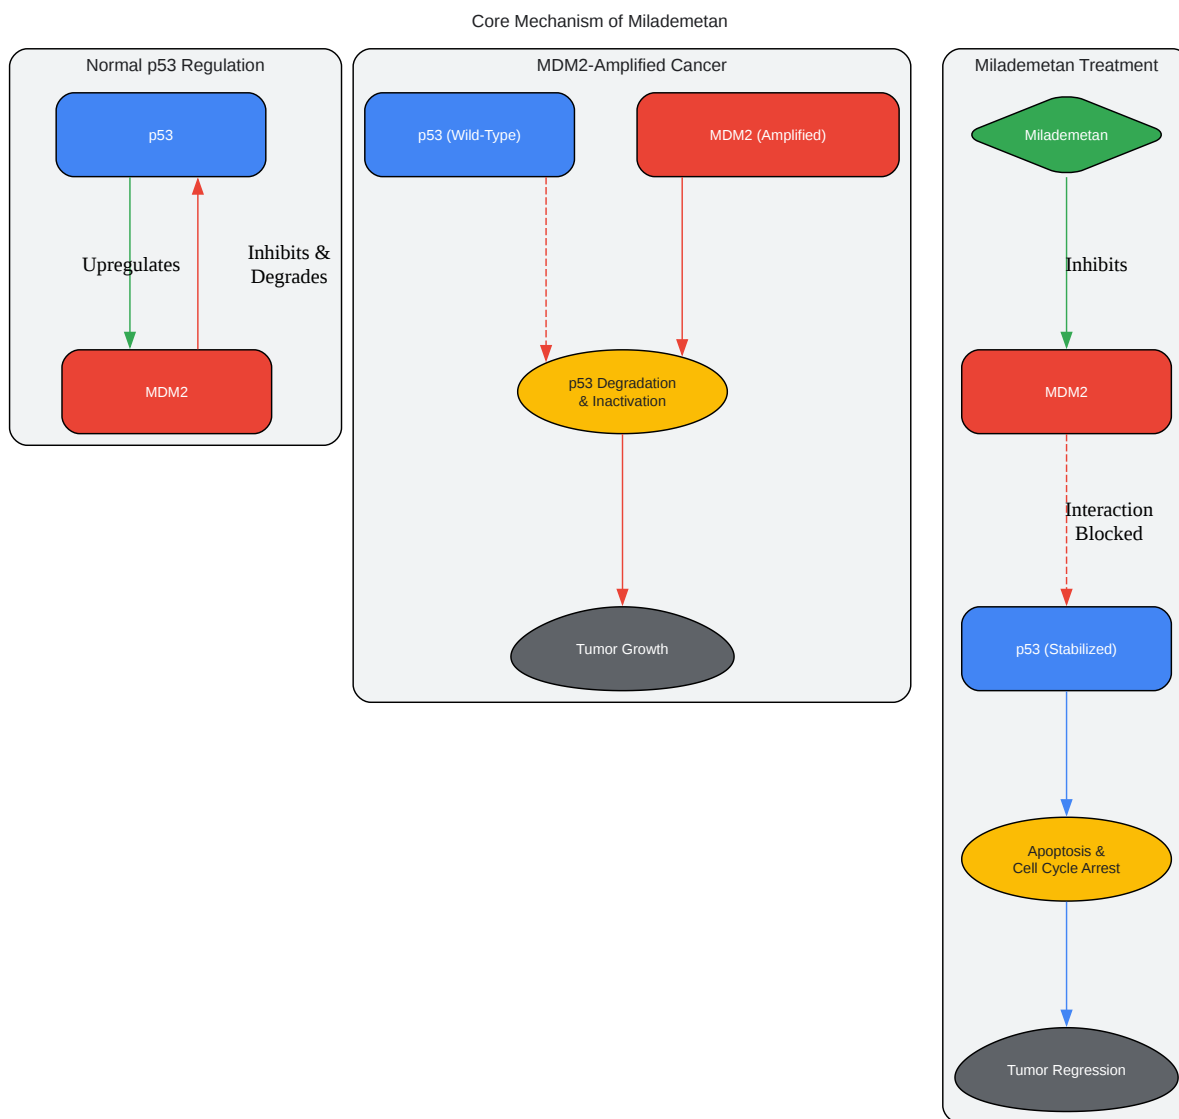 Core Mechanism of Milademetan
Normal p53 Regulation
p53
Upregulates
Inhibits &
Degrades
MDM2
MDM2-Amplified Cancer
p53 (Wild-Type)
MDM2 (Amplified)
p53 Degradation
& Inactivation
Tumor Growth
Milademetan Treatment
Milademetan
Inhibits
MDM2
Interaction
Blocked
p53 (Stabilized)
Apoptosis &
Cell Cycle Arrest
Tumor Regression